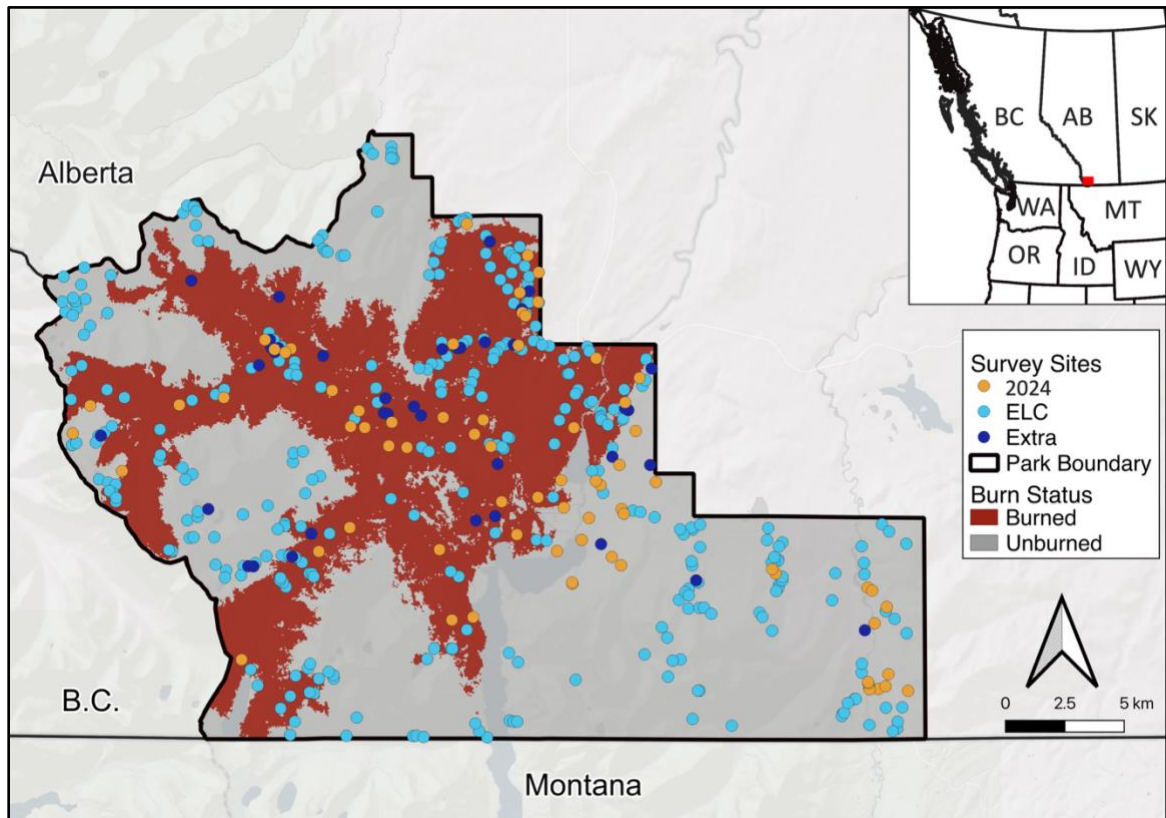 Alberta
B.C.
Montana
BC
AB
SK
WA
MT
OR
ID
WY
Survey Sites
2024
ELC
Extra
Park Boundary
Burn Status
Burned
Unburned
0 2.5 5 km